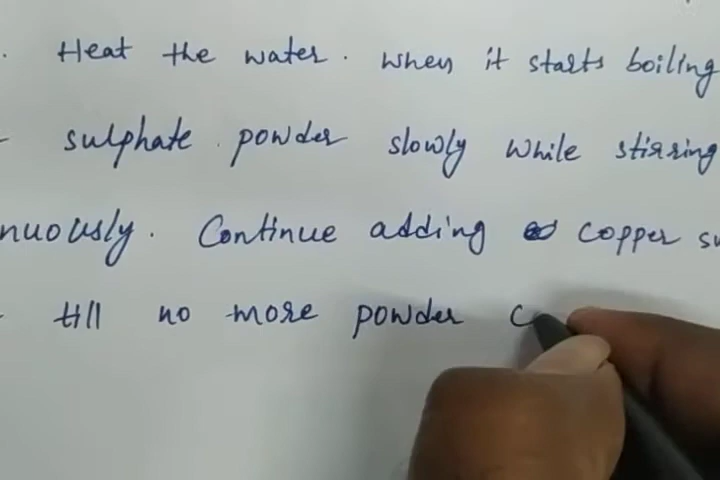 . Heat the water. When it starts boiling
sulphate powder slowly while stirring
nuously. Continue adding copper su
till no more powder c